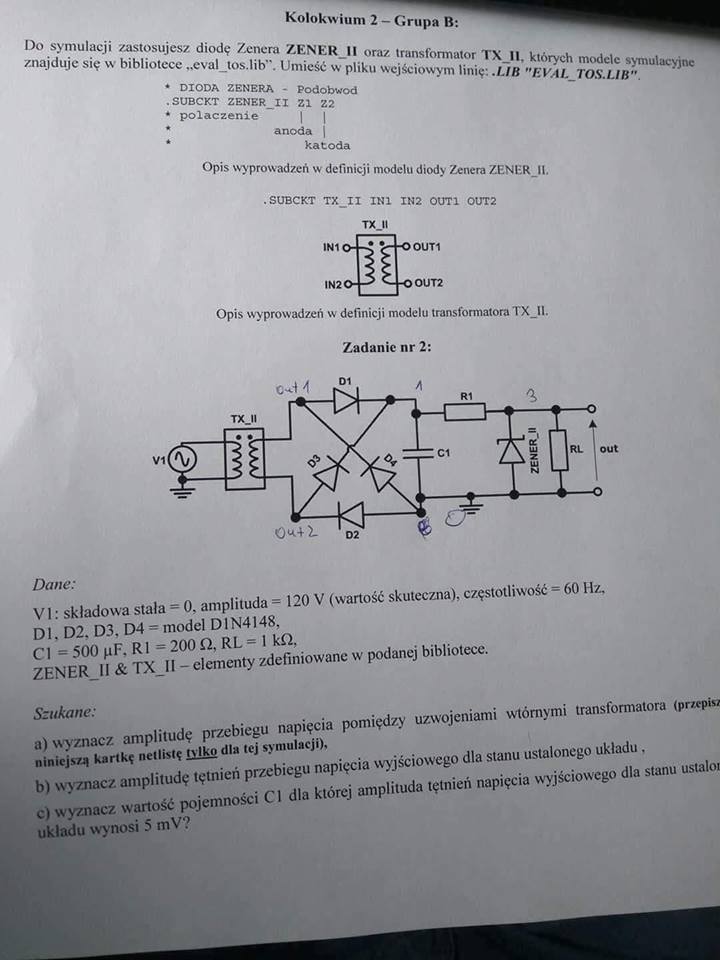 Kolokwium 2 – Grupa B:
Do symulacji zastosujesz diodę Zenera ZENER_II oraz transformator TX_II, których modele symulacyjne
znajduje się w bibliotece „eval_tos.lib”. Umieść w pliku wejściowym linię: .LIB "EVAL_TOS.LIB".
* DIODA ZENERA - Podobwod
.SUBCKT ZENER_II Z1 Z2
* polaczenie | |
* anoda |
* katoda
Opis wyprowadzeń w definicji modelu diody Zenera ZENER_II.
.SUBCKT TX_II IN1 IN2 OUT1 OUT2
TX_II
IN1 OUT1
IN2 OUT2
Opis wyprowadzeń w definicji modelu transformatora TX_II.
Zadanie nr 2:
out 1 D1 1 R1 3
TX_II
V1 D3 D4 C1 ZENER_II RL out
out 2 D2 0
Dane:
V1: składowa stała = 0, amplituda = 120 V (wartość skuteczna), częstotliwość = 60 Hz,
D1, D2, D3, D4 = model D1N4148,
C1 = 500 µF, R1 = 200 Ω, RL = 1 kΩ,
ZENER_II & TX_II – elementy zdefiniowane w podanej bibliotece.
Szukane:
a) wyznacz amplitudę przebiegu napięcia pomiędzy uzwojeniami wtórnymi transformatora (przepisz
niniejszą kartkę netlistę tylko dla tej symulacji),
b) wyznacz amplitudę tętnień przebiegu napięcia wyjściowego dla stanu ustalonego układu ,
c) wyznacz wartość pojemności C1 dla której amplituda tętnień napięcia wyjściowego dla stanu
układu wynosi 5 mV?